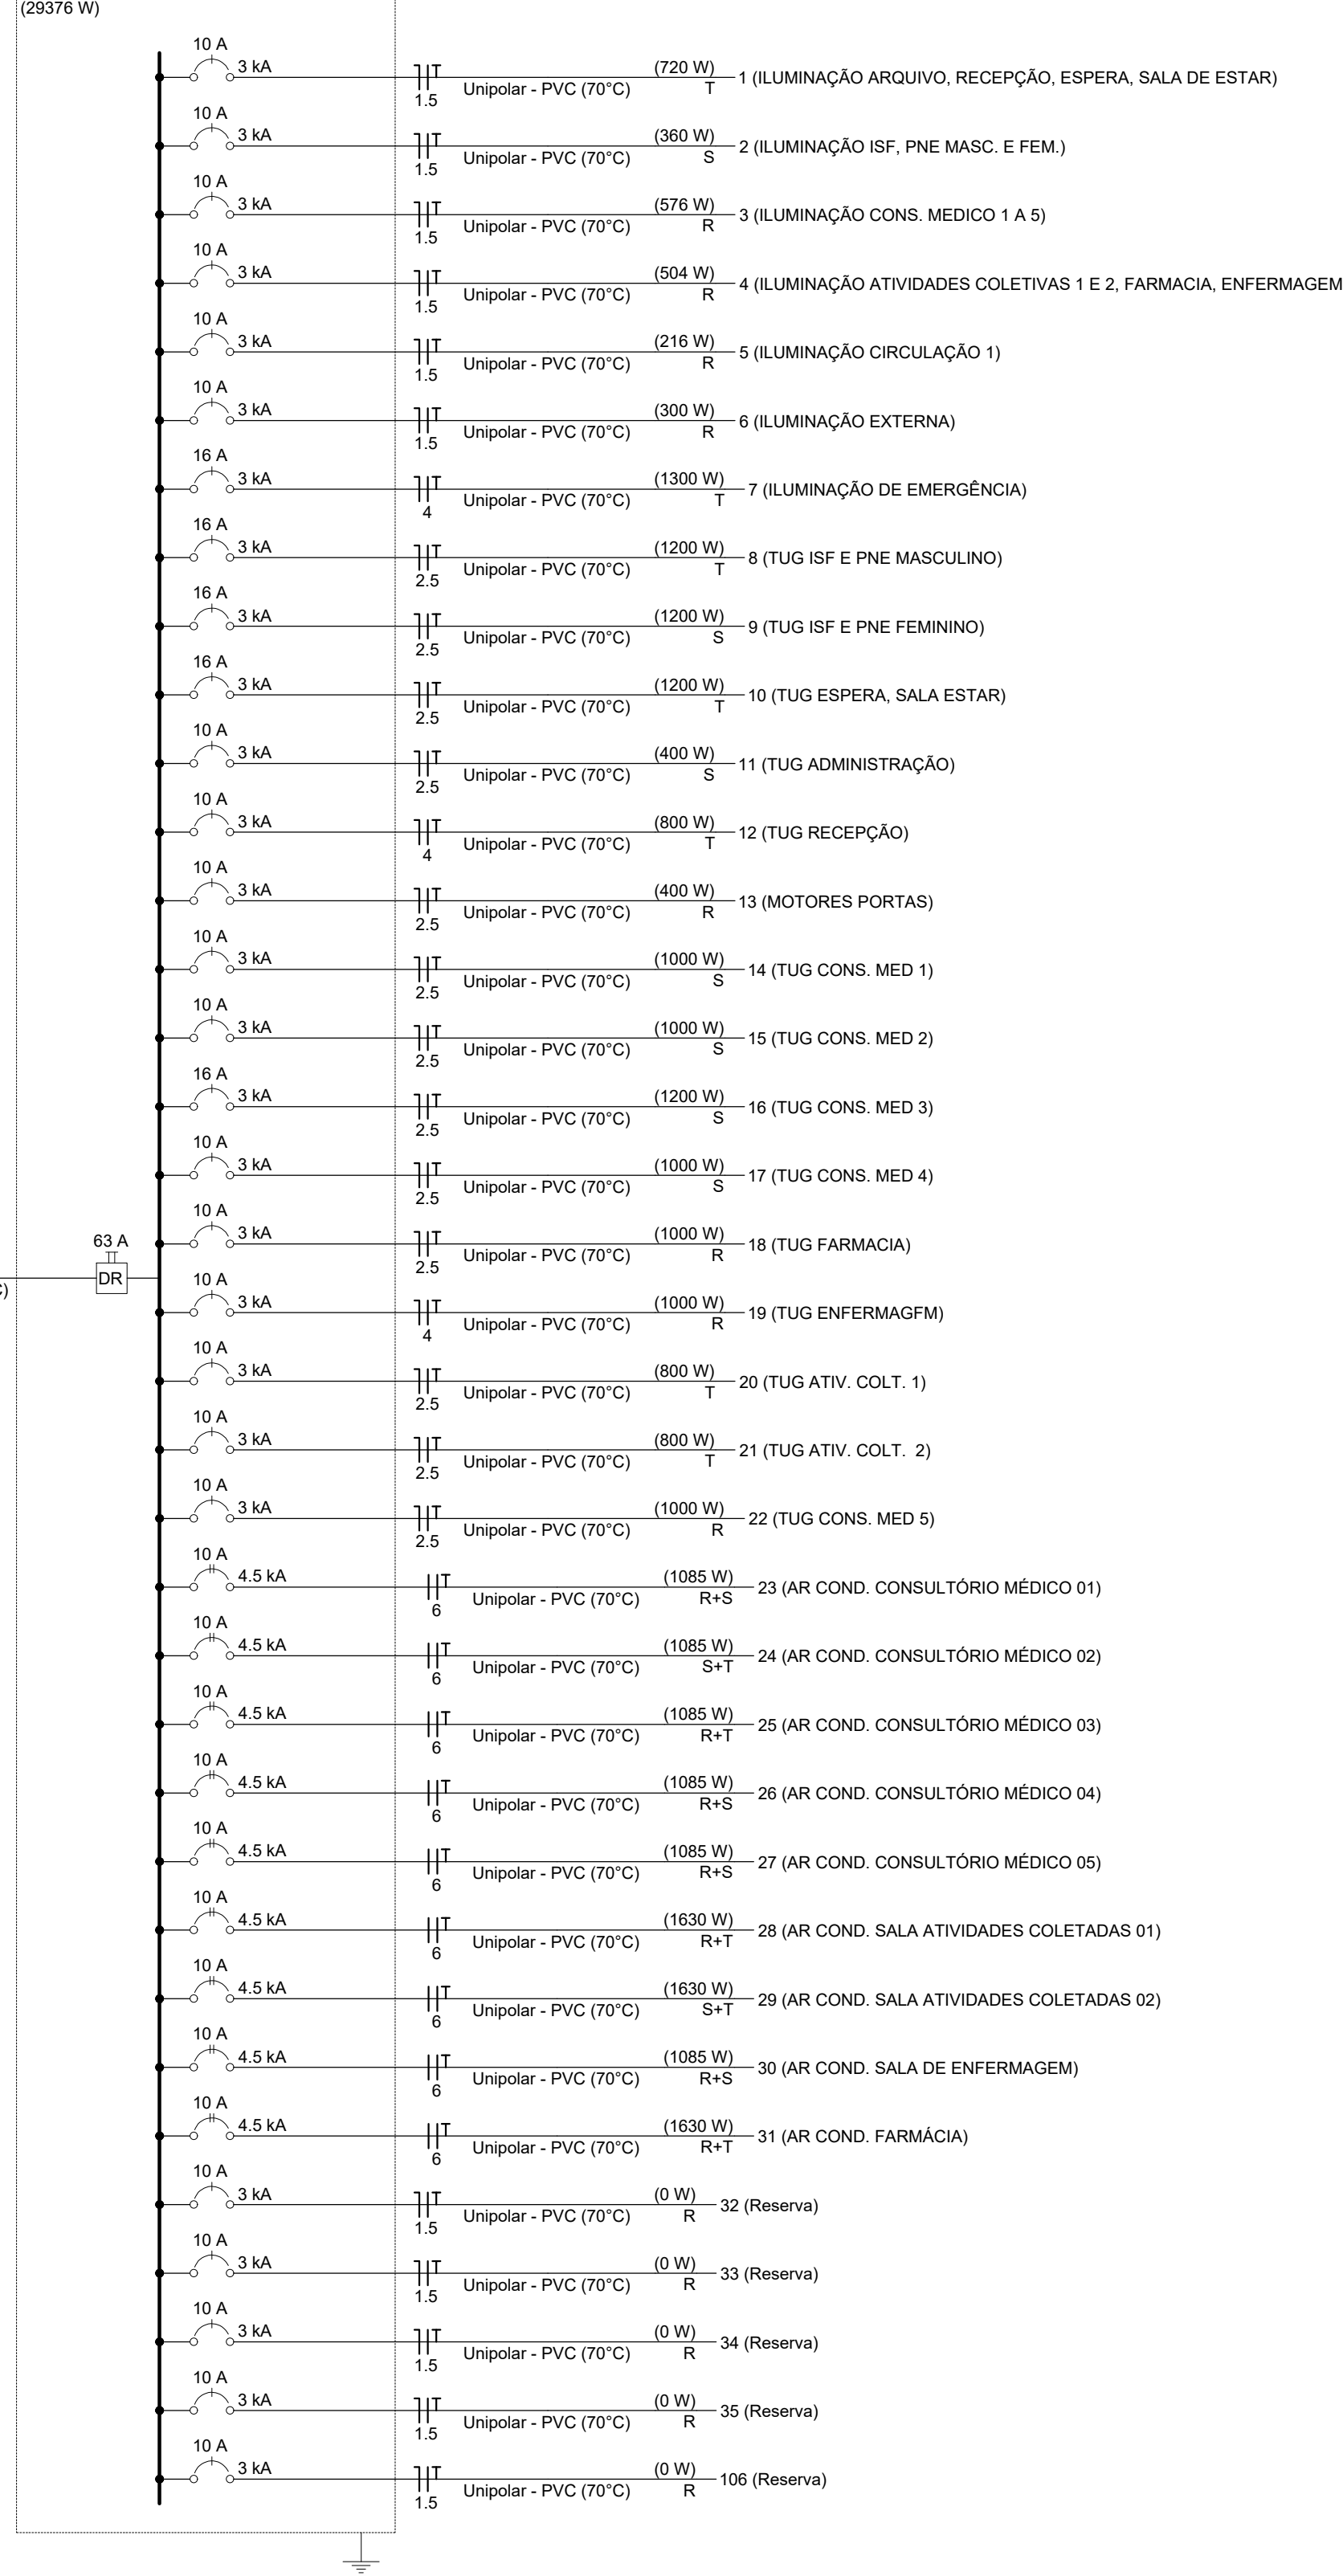 (29376 W)
10 A 3 kA 1.5 Unipolar - PVC (70°C) (720 W) T 1 (ILUMINAÇÃO ARQUIVO, RECEPÇÃO, ESPERA, SALA DE ESTAR)
10 A 3 kA 1.5 Unipolar - PVC (70°C) (360 W) S 2 (ILUMINAÇÃO ISF, PNE MASC. E FEM.)
10 A 3 kA 1.5 Unipolar - PVC (70°C) (576 W) R 3 (ILUMINAÇÃO CONS. MEDICO 1 A 5)
10 A 3 kA 1.5 Unipolar - PVC (70°C) (504 W) R 4 (ILUMINAÇÃO ATIVIDADES COLETIVAS 1 E 2, FARMACIA, ENFERMAGEM
10 A 3 kA 1.5 Unipolar - PVC (70°C) (216 W) R 5 (ILUMINAÇÃO CIRCULAÇÃO 1)
10 A 3 kA 1.5 Unipolar - PVC (70°C) (300 W) R 6 (ILUMINAÇÃO EXTERNA)
16 A 3 kA 4 Unipolar - PVC (70°C) (1300 W) T 7 (ILUMINAÇÃO DE EMERGÊNCIA)
16 A 3 kA 2.5 Unipolar - PVC (70°C) (1200 W) T 8 (TUG ISF E PNE MASCULINO)
16 A 3 kA 2.5 Unipolar - PVC (70°C) (1200 W) S 9 (TUG ISF E PNE FEMININO)
16 A 3 kA 2.5 Unipolar - PVC (70°C) (1200 W) T 10 (TUG ESPERA, SALA ESTAR)
10 A 3 kA 2.5 Unipolar - PVC (70°C) (400 W) S 11 (TUG ADMINISTRAÇÃO)
10 A 3 kA 4 Unipolar - PVC (70°C) (800 W) T 12 (TUG RECEPÇÃO)
10 A 3 kA 2.5 Unipolar - PVC (70°C) (400 W) R 13 (MOTORES PORTAS)
10 A 3 kA 2.5 Unipolar - PVC (70°C) (1000 W) S 14 (TUG CONS. MED 1)
10 A 3 kA 2.5 Unipolar - PVC (70°C) (1000 W) S 15 (TUG CONS. MED 2)
16 A 3 kA 2.5 Unipolar - PVC (70°C) (1200 W) S 16 (TUG CONS. MED 3)
10 A 3 kA 2.5 Unipolar - PVC (70°C) (1000 W) S 17 (TUG CONS. MED 4)
10 A 3 kA 2.5 Unipolar - PVC (70°C) (1000 W) R 18 (TUG FARMACIA)
63 A
DR
10 A 3 kA 4 Unipolar - PVC (70°C) (1000 W) R 19 (TUG ENFERMAGFM)
10 A 3 kA 2.5 Unipolar - PVC (70°C) (800 W) T 20 (TUG ATIV. COLT. 1)
10 A 3 kA 2.5 Unipolar - PVC (70°C) (800 W) T 21 (TUG ATIV. COLT. 2)
10 A 3 kA 2.5 Unipolar - PVC (70°C) (1000 W) R 22 (TUG CONS. MED 5)
10 A 4.5 kA T 6 Unipolar - PVC (70°C) (1085 W) R+S 23 (AR COND. CONSULTÓRIO MÉDICO 01)
10 A 4.5 kA T 6 Unipolar - PVC (70°C) (1085 W) S+T 24 (AR COND. CONSULTÓRIO MÉDICO 02)
10 A 4.5 kA T 6 Unipolar - PVC (70°C) (1085 W) R+T 25 (AR COND. CONSULTÓRIO MÉDICO 03)
10 A 4.5 kA T 6 Unipolar - PVC (70°C) (1085 W) R+S 26 (AR COND. CONSULTÓRIO MÉDICO 04)
10 A 4.5 kA T 6 Unipolar - PVC (70°C) (1085 W) R+S 27 (AR COND. CONSULTÓRIO MÉDICO 05)
10 A 4.5 kA T 6 Unipolar - PVC (70°C) (1630 W) R+T 28 (AR COND. SALA ATIVIDADES COLETADAS 01)
10 A 4.5 kA T 6 Unipolar - PVC (70°C) (1630 W) S+T 29 (AR COND. SALA ATIVIDADES COLETADAS 02)
10 A 4.5 kA T 6 Unipolar - PVC (70°C) (1085 W) R+S 30 (AR COND. SALA DE ENFERMAGEM)
10 A 4.5 kA T 6 Unipolar - PVC (70°C) (1630 W) R+T 31 (AR COND. FARMÁCIA)
10 A 3 kA 1.5 Unipolar - PVC (70°C) (0 W) R 32 (Reserva)
10 A 3 kA 1.5 Unipolar - PVC (70°C) (0 W) R 33 (Reserva)
10 A 3 kA 1.5 Unipolar - PVC (70°C) (0 W) R 34 (Reserva)
10 A 3 kA 1.5 Unipolar - PVC (70°C) (0 W) R 35 (Reserva)
10 A 3 kA 1.5 Unipolar - PVC (70°C) (0 W) R 106 (Reserva)